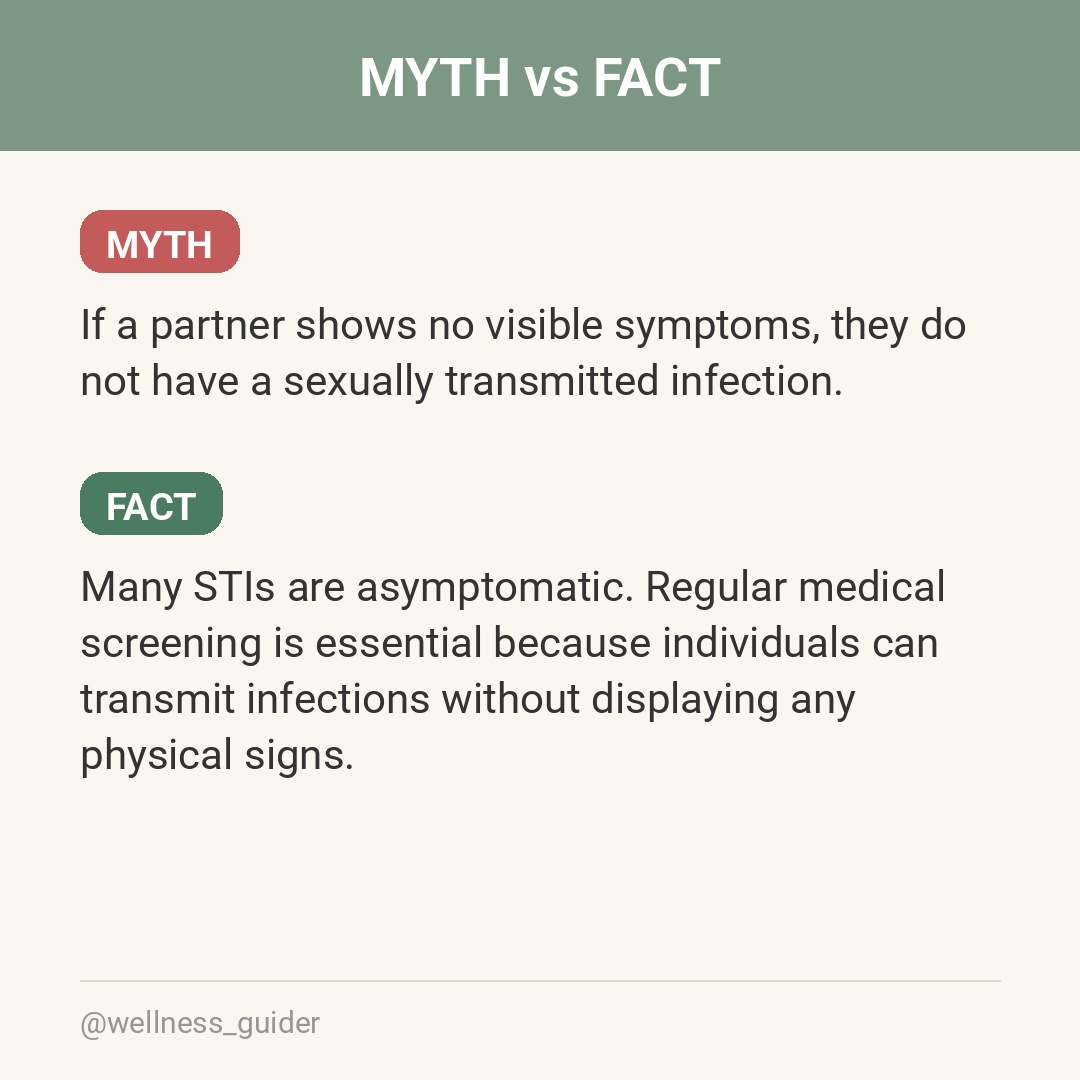 MYTH vs FACT
MYTH
If a partner shows no visible symptoms, they do
not have a sexually transmitted infection.
FACT
Many STIs are asymptomatic. Regular medical
screening is essential because individuals can
transmit infections without displaying any
physical signs.
@wellness_guider